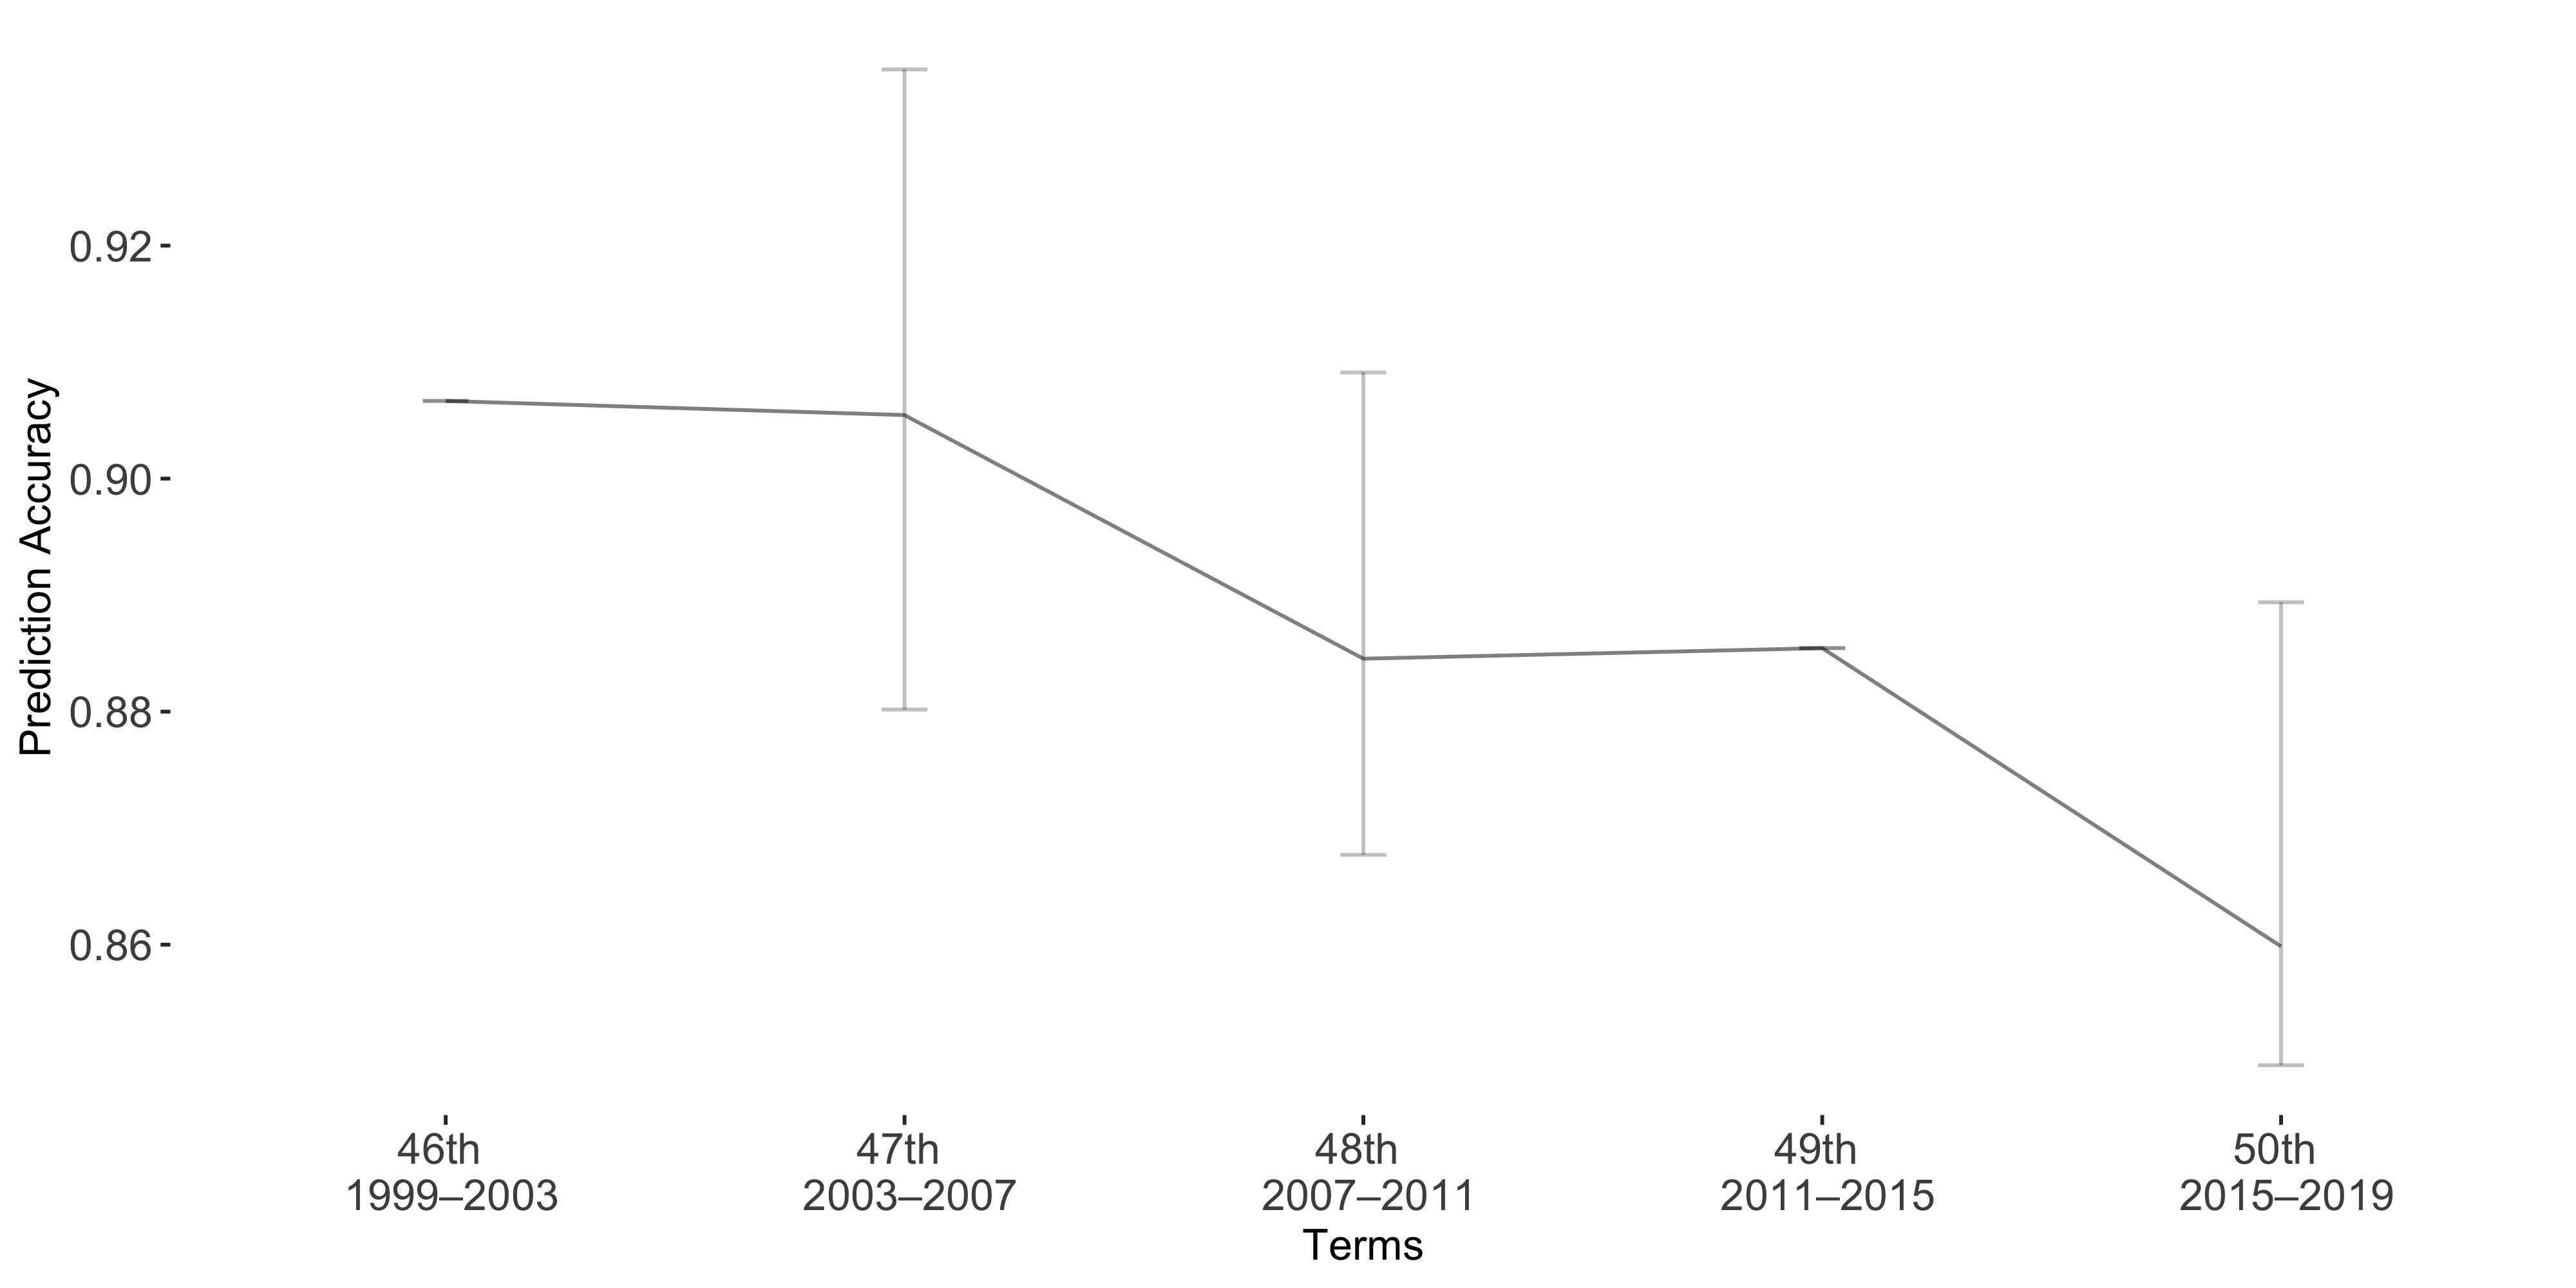 Prediction Accuracy
0.92
0.90
0.88
0.86
46th
1999–2003
47th
2003–2007
48th
2007–2011
49th
2011–2015
50th
2015–2019
Terms